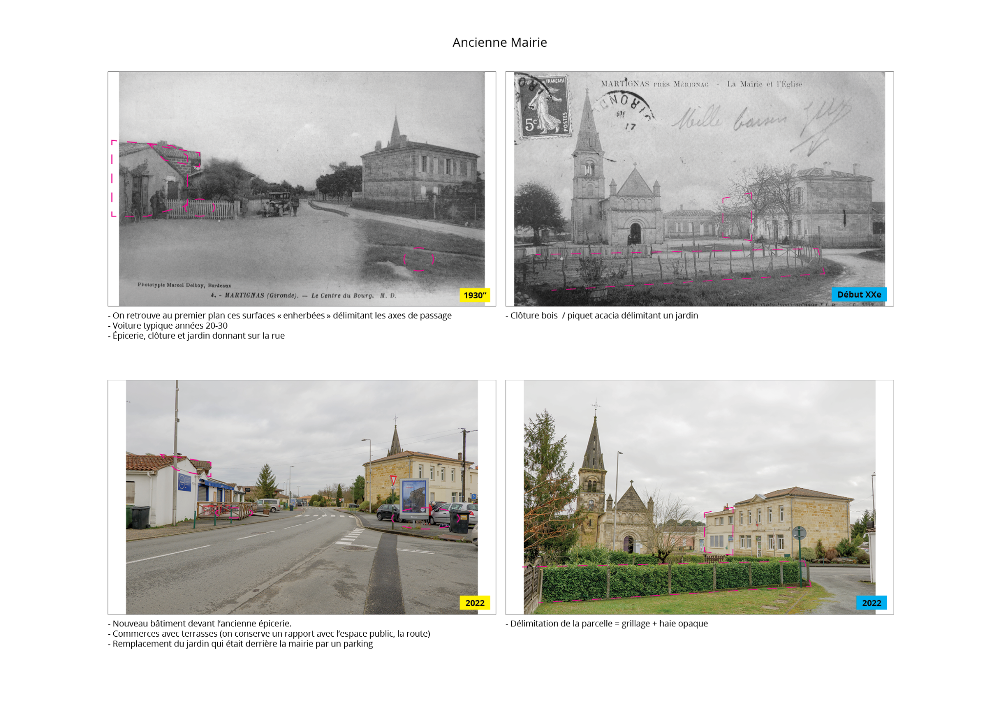 Ancienne Mairie
Phototypie Marcel Delboy, Bordeaux
4. - MARTIGNAS (Gironde). — Le Centre du Bourg. M. D.
1930”
- On retrouve au premier plan ces surfaces « enherbées » délimitant les axes de passage
- Voiture typique années 20-30
- Épicerie, clôture et jardin donnant sur la rue
FRANÇAISE
5c
POSTES
MARTIGNAS PRÈS MÉRIGNAC - La Mairie et l'Église
GIRONDE
17
Mille
Début XXe
- Clôture bois / piquet acacia délimitant un jardin
2022
- Nouveau bâtiment devant l’ancienne épicerie.
- Commerces avec terrasses (on conserve un rapport avec l’espace public, la route)
- Remplacement du jardin qui était derrière la mairie par un parking
P
2022
- Délimitation de la parcelle = grillage + haie opaque